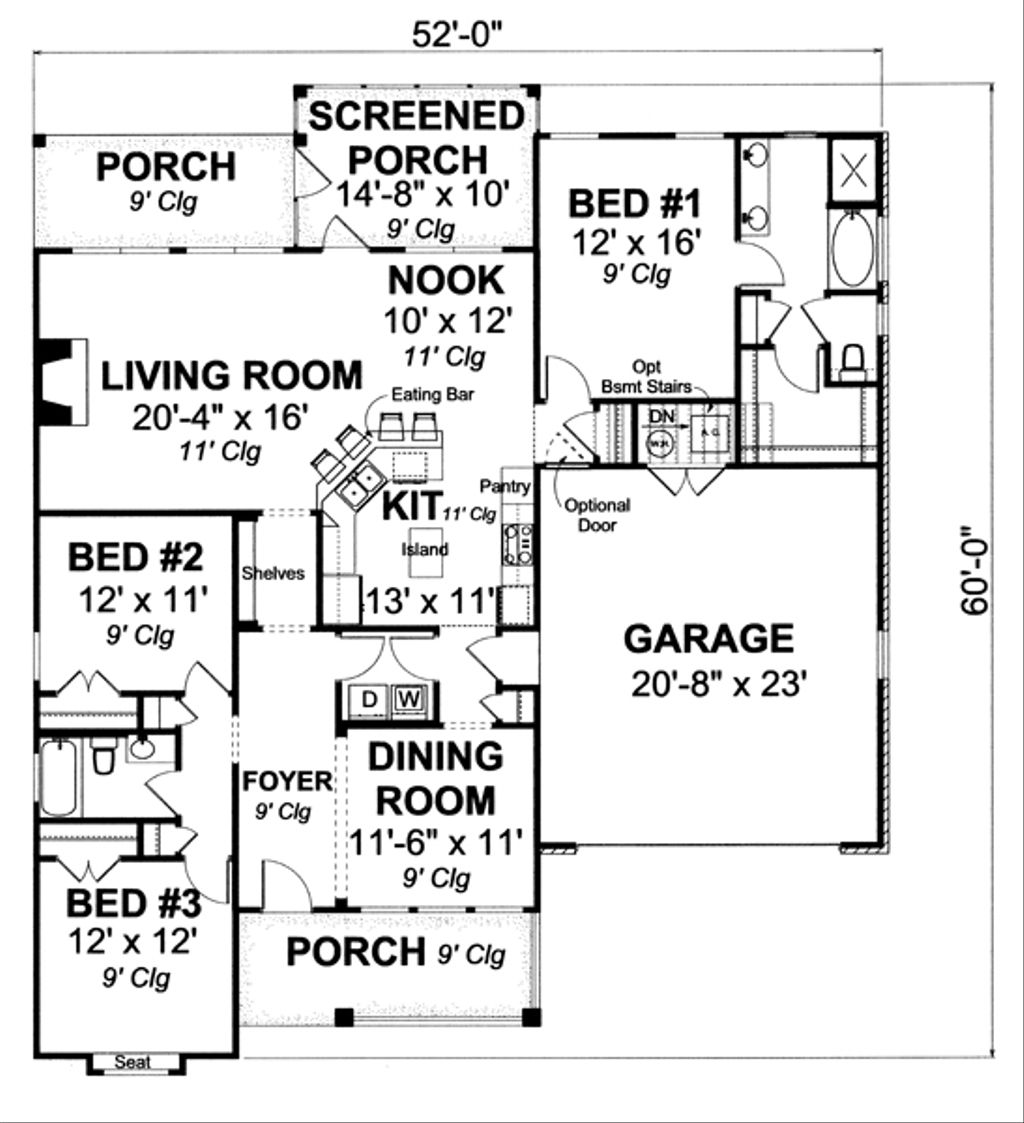 52'-0"
SCREENED
PORCH
14'-8" x 10'
9' Clg
PORCH
9' Clg
BED #1
12' x 16'
9' Clg
NOOK
10' x 12'
11' Clg
LIVING ROOM
20'-4" x 16'
11' Clg
Eating Bar
Opt
Bsmt Stairs
DN
W.H.
A.C.
Pantry
KIT 11' Clg
Island
13' x 11'
Optional
Door
BED #2
12' x 11'
9' Clg
Shelves
GARAGE
20'-8" x 23'
60'-0"
D
W
FOYER
9' Clg
DINING
ROOM
11'-6" x 11'
9' Clg
BED #3
12' x 12'
9' Clg
PORCH 9' Clg
Seat